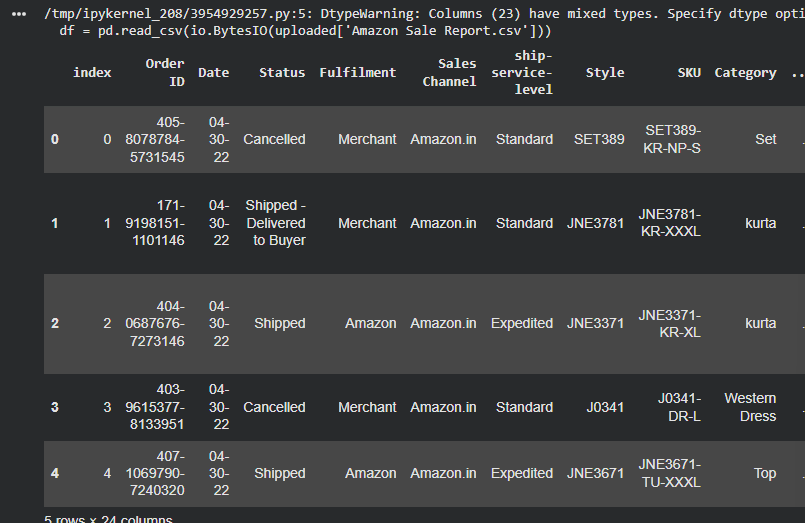 /tmp/ipykernel_208/3954929257.py:5: DtypeWarning: Columns (23) have mixed types. Specify dtype opti
df = pd.read_csv(io.BytesIO(uploaded['Amazon Sale Report.csv']))
index Order ID Date Status Fulfilment Sales Channel ship-service-level Style SKU Category ..
0 0 405-8078784-5731545 04-30-22 Cancelled Merchant Amazon.in Standard SET389 SET389-KR-NP-S Set .
1 1 171-9198151-1101146 04-30-22 Shipped - Delivered to Buyer Merchant Amazon.in Standard JNE3781 JNE3781-KR-XXXL kurta .
2 2 404-0687676-7273146 04-30-22 Shipped Amazon Amazon.in Expedited JNE3371 JNE3371-KR-XL kurta .
3 3 403-9615377-8133951 04-30-22 Cancelled Merchant Amazon.in Standard J0341 J0341-DR-L Western Dress .
4 4 407-1069790-7240320 04-30-22 Shipped Amazon Amazon.in Expedited JNE3671 JNE3671-TU-XXXL Top .
5 rows × 24 columns